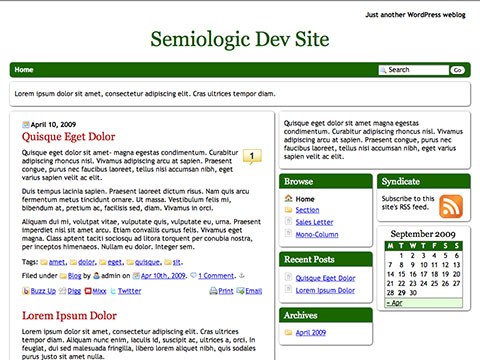 Just another WordPress weblog
Semiologic Dev Site
Home
Search
Go
Lorem ipsum dolor sit amet, consectetur adipiscing elit. Cras ultrices tempor diam.
April 10, 2009
Quisque Eget Dolor
1
Quisque eget dolor sit amet- magna egestas condimentum. Curabitur
adipiscing rhoncus nisl. Vivamus adipiscing arcu at sapien. Praesent
congue, purus nec faucibus laoreet, tellus nisi accumsan nibh, eget
varius sapien velit ac elit.
Duis tempus lacinia sapien. Praesent laoreet dictum risus. Nam quis arcu
fermentum metus tincidunt ornare. Ut massa. Vestibulum felis mi,
bibendum at, pretium ac, faucibus id, diam. Vivamus in orci.
Aliquam dui mi, volutpat vitae, vulputate quis, vulputate eu, urna. Praesent
imperdiet nisl sit amet arcu. Etiam convallis cursus felis. Vivamus eget
magna. Class aptent taciti sociosqu ad litora torquent per conubia nostra,
per inceptos himenaeos. Nullam eu dolor. Integer sem.
Tags: amet, dolor, eget, quisque, sit.
Filed under Blog by admin on Apr 10th, 2009. 1 Comment.
Buzz Up Digg Mixx Twitter Print Email
Lorem Ipsum Dolor
Lorem ipsum dolor sit amet, consectetur adipiscing elit. Cras ultrices
tempor diam. Aliquam nunc enim, iaculis id, suscipit ac, ultrices a, orci. In
feugiat, dui sed malesuada fringilla, libero lorem aliquet nibh, quis sodales
purus justo sit amet nulla.
Quisque eget dolor sit amet magna egestas
condimentum. Curabitur adipiscing rhoncus nisl.
Vivamus adipiscing arcu at sapien. Praesent congue, purus nec
faucibus laoreet, tellus nisi accumsan nibh, eget varius
sapien velit ac elit.
Browse
Home
Section
Sales Letter
Mono-Column
Recent Posts
Quisque Eget Dolor
Lorem Ipsum Dolor
Archives
April 2009
Syndicate
Subscribe to this
site's RSS feed.
September 2009
M T W T F S S
1 2 3 4 5 6
7 8 9 10 11 12 13
14 15 16 17 18 19 20
21 22 23 24 25 26 27
28 29 30
« Apr